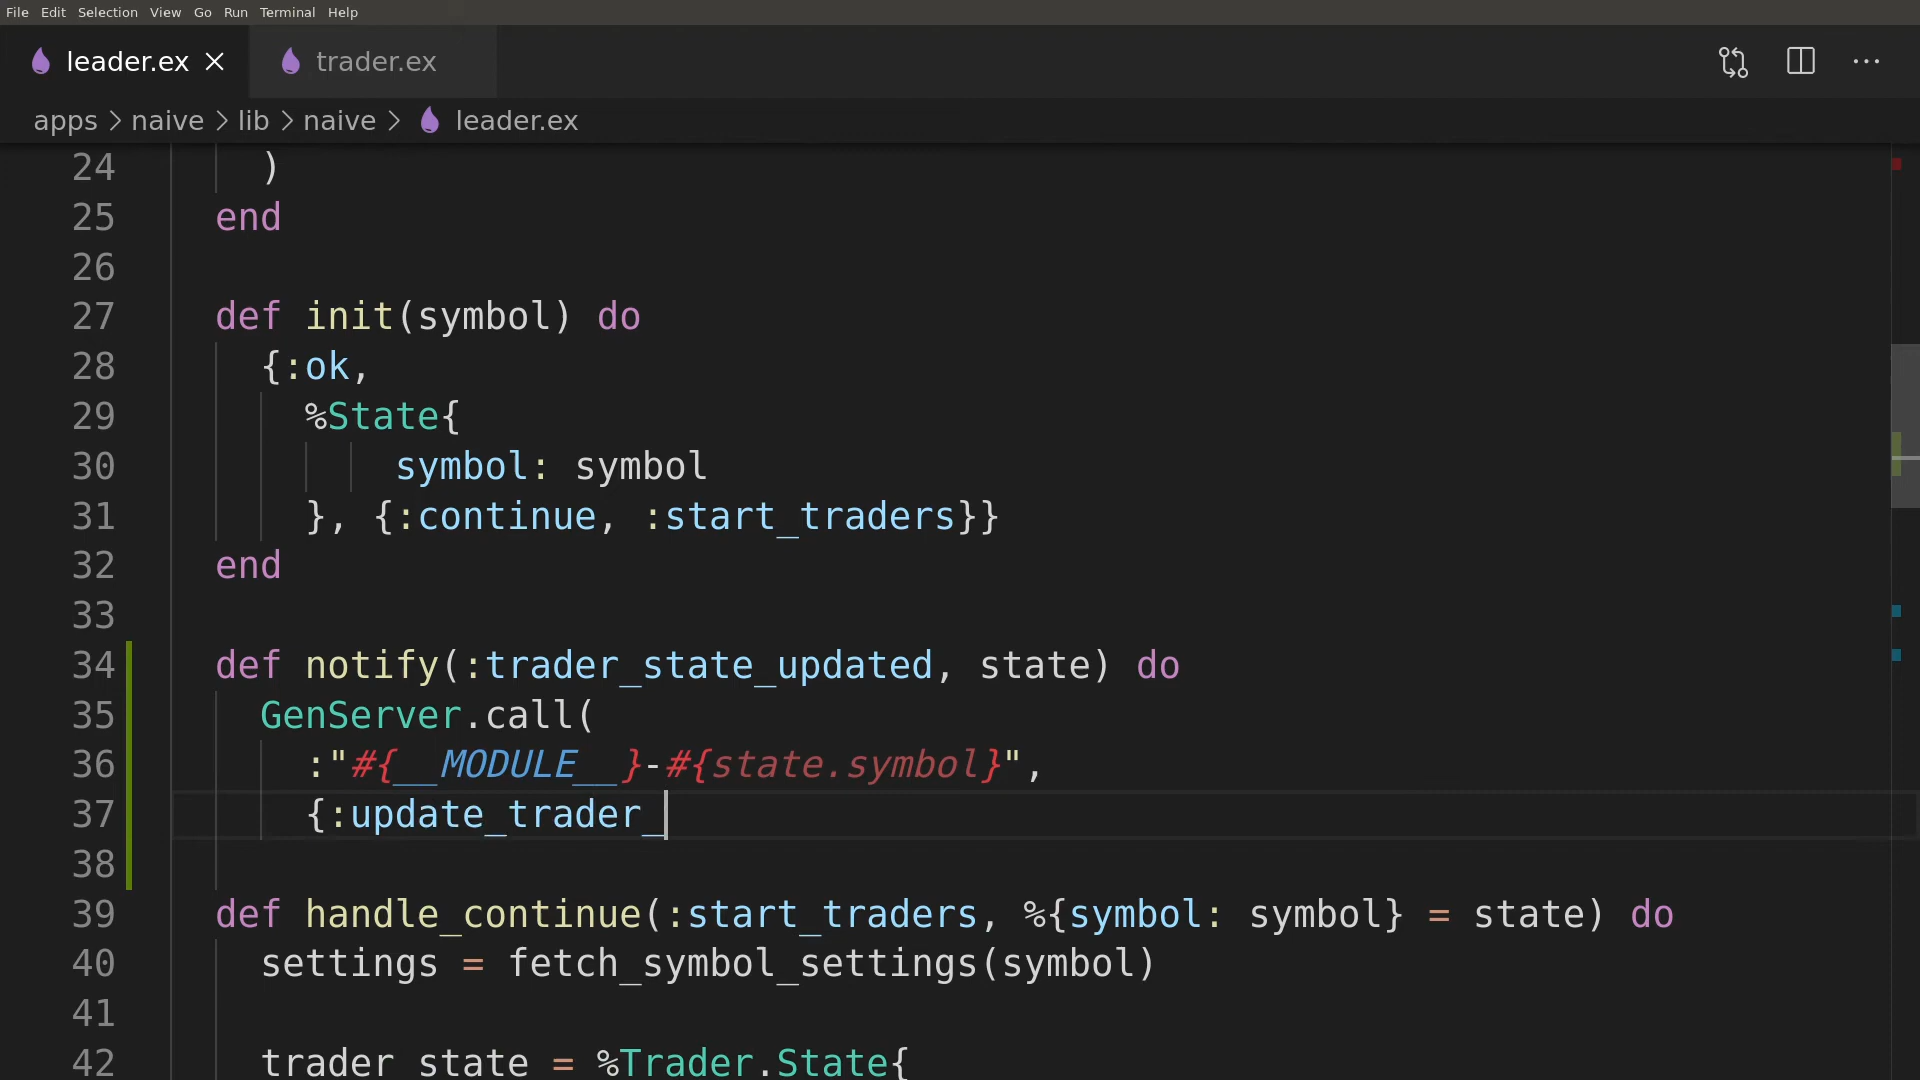 File Edit Selection View Go Run Terminal Help
leader.ex trader.ex
apps > naive > lib > naive > leader.ex
24 )
25 end
26
27 def init(symbol) do
28 {:ok,
29 %State{
30 symbol: symbol
31 }, {:continue, :start_traders}}
32 end
33
34 def notify(:trader_state_updated, state) do
35 GenServer.call(
36 :"#{__MODULE__}-#{state.symbol}",
37 {:update_trader_
38
39 def handle_continue(:start_traders, %{symbol: symbol} = state) do
40 settings = fetch_symbol_settings(symbol)
41
42 trader_state = %Trader.State{